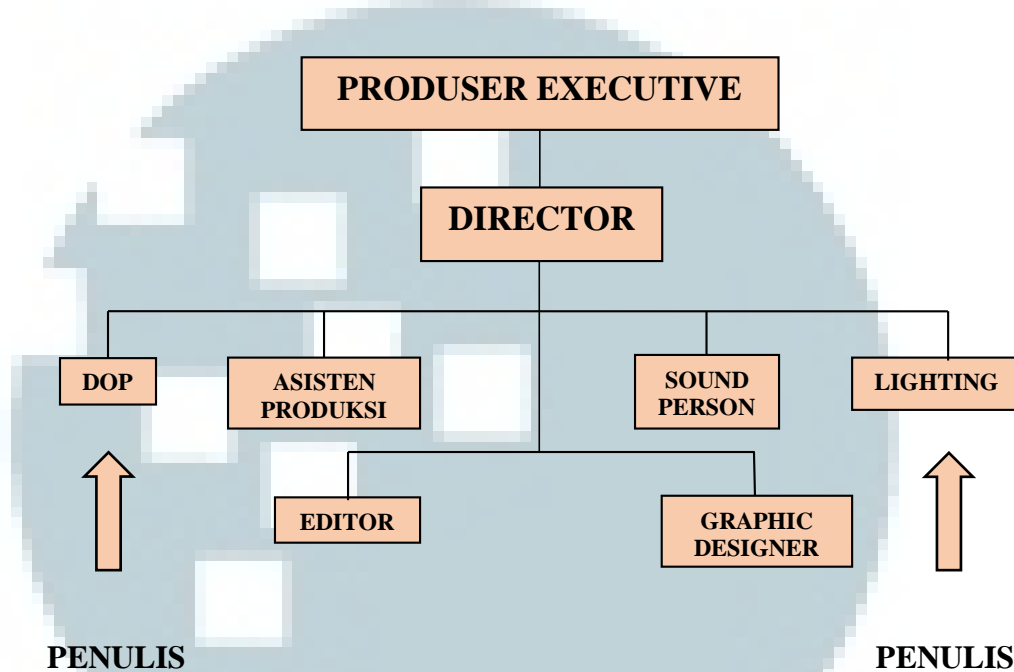 PRODUSER EXECUTIVE
DIRECTOR
DOP
ASISTEN
PRODUKSI
SOUND
PERSON
LIGHTING
EDITOR
GRAPHIC
DESIGNER
PENULIS
PENULIS